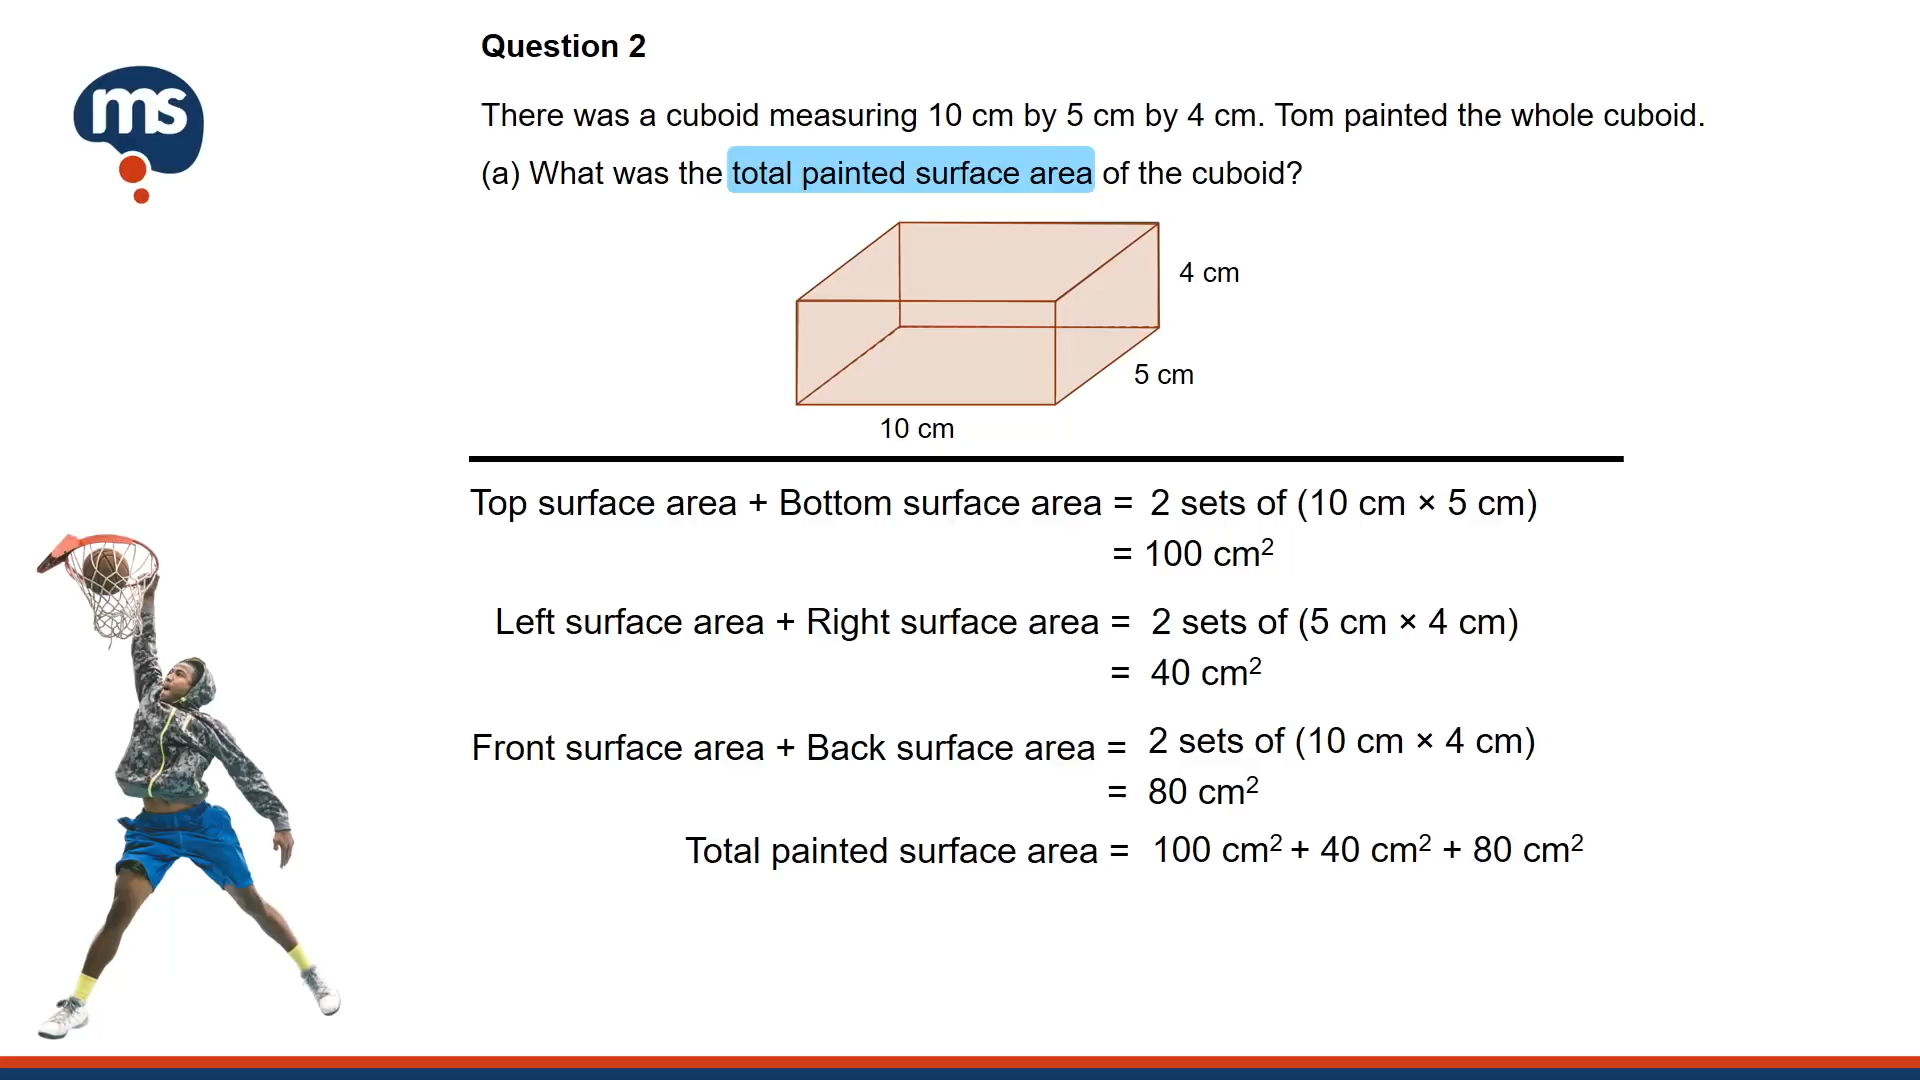 ms
Question 2
There was a cuboid measuring 10 cm by 5 cm by 4 cm. Tom painted the whole cuboid.
(a) What was the total painted surface area of the cuboid?
4 cm
5 cm
10 cm
Top surface area + Bottom surface area = 2 sets of (10 cm × 5 cm)
= 100 cm²
Left surface area + Right surface area = 2 sets of (5 cm × 4 cm)
= 40 cm²
Front surface area + Back surface area = 2 sets of (10 cm × 4 cm)
= 80 cm²
Total painted surface area = 100 cm² + 40 cm² + 80 cm²